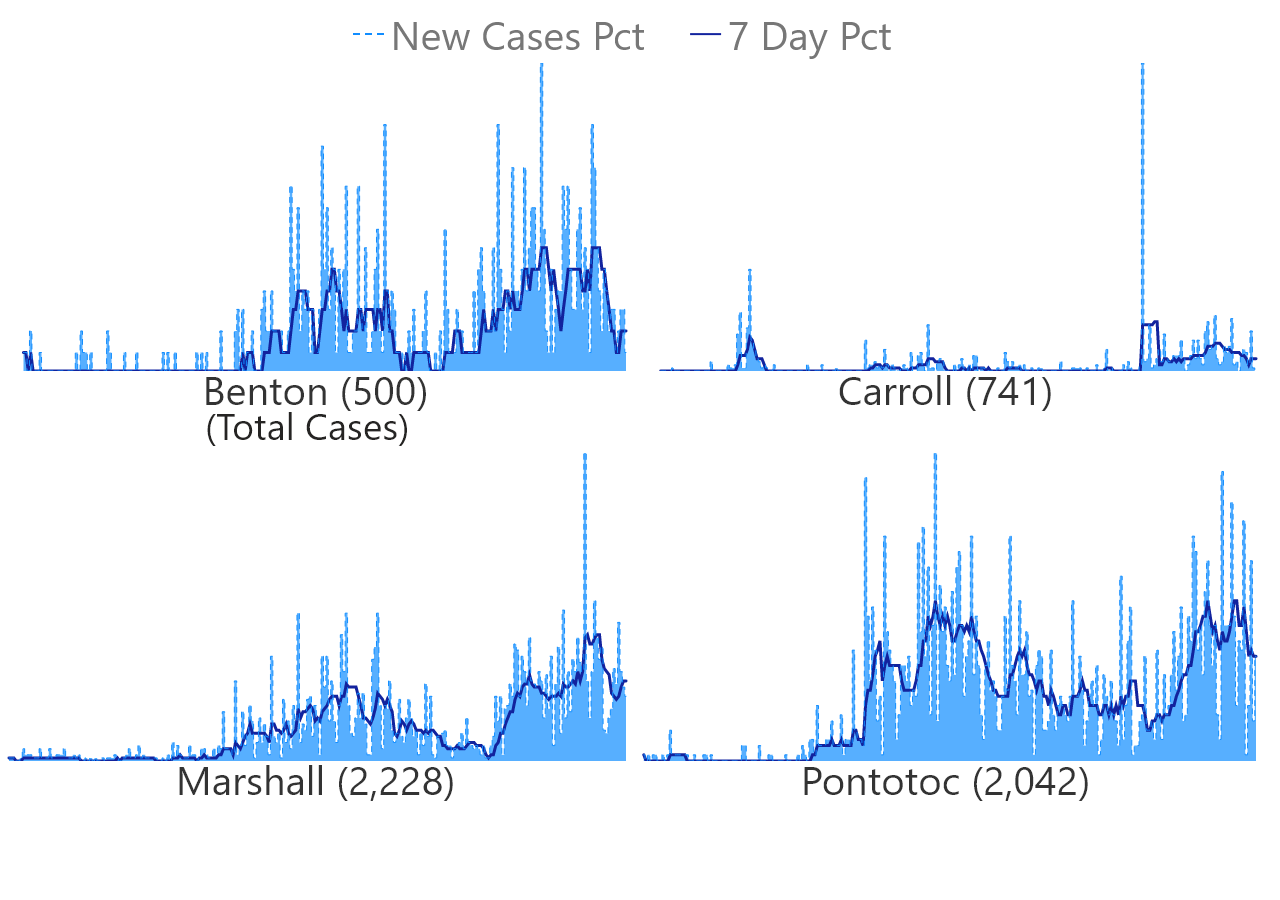 New Cases Pct 7 Day Pct
Benton (500)
(Total Cases)
Carroll (741)
Marshall (2,228)
Pontotoc (2,042)